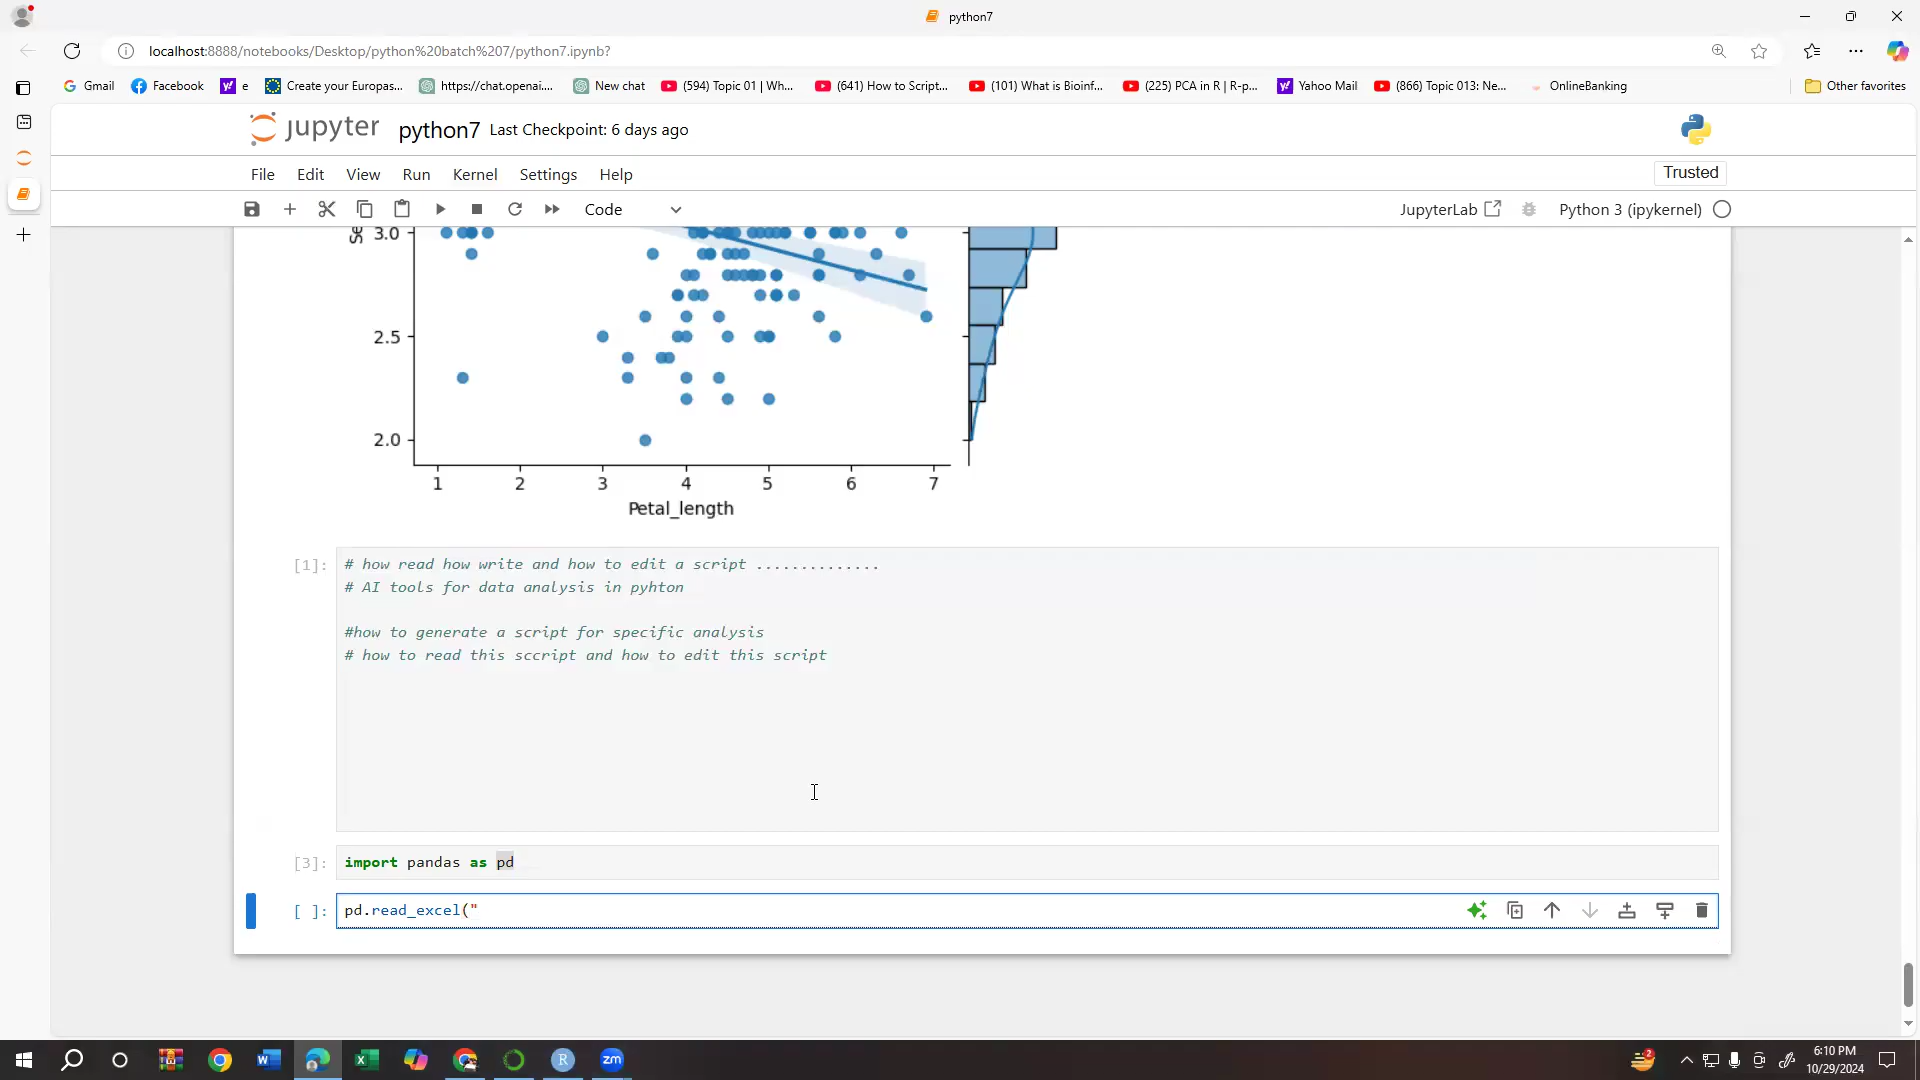 python7
localhost:8888/notebooks/Desktop/python%20batch%207/python7.ipynb?
Gmail
Facebook
e
Create your Europas...
https://chat.openai....
New chat
(594) Topic 01 | Wh...
(641) How to Script...
(101) What is Bioinf...
(225) PCA in R | R-p...
Yahoo Mail
(866) Topic 013: Ne...
OnlineBanking
Other favorites
jupyter python7 Last Checkpoint: 6 days ago
File Edit View Run Kernel Settings Help
Trusted
Code
JupyterLab
Python 3 (ipykernel)
Se
3.0
2.5
2.0
1 2 3 4 5 6 7
Petal_length
[1]: # how read how write and how to edit a script ..............
# AI tools for data analysis in pyhton
#how to generate a script for specific analysis
# how to read this sccript and how to edit this script
[3]: import pandas as pd
[ ]: pd.read_excel("
zm
2
6:10 PM
10/29/2024